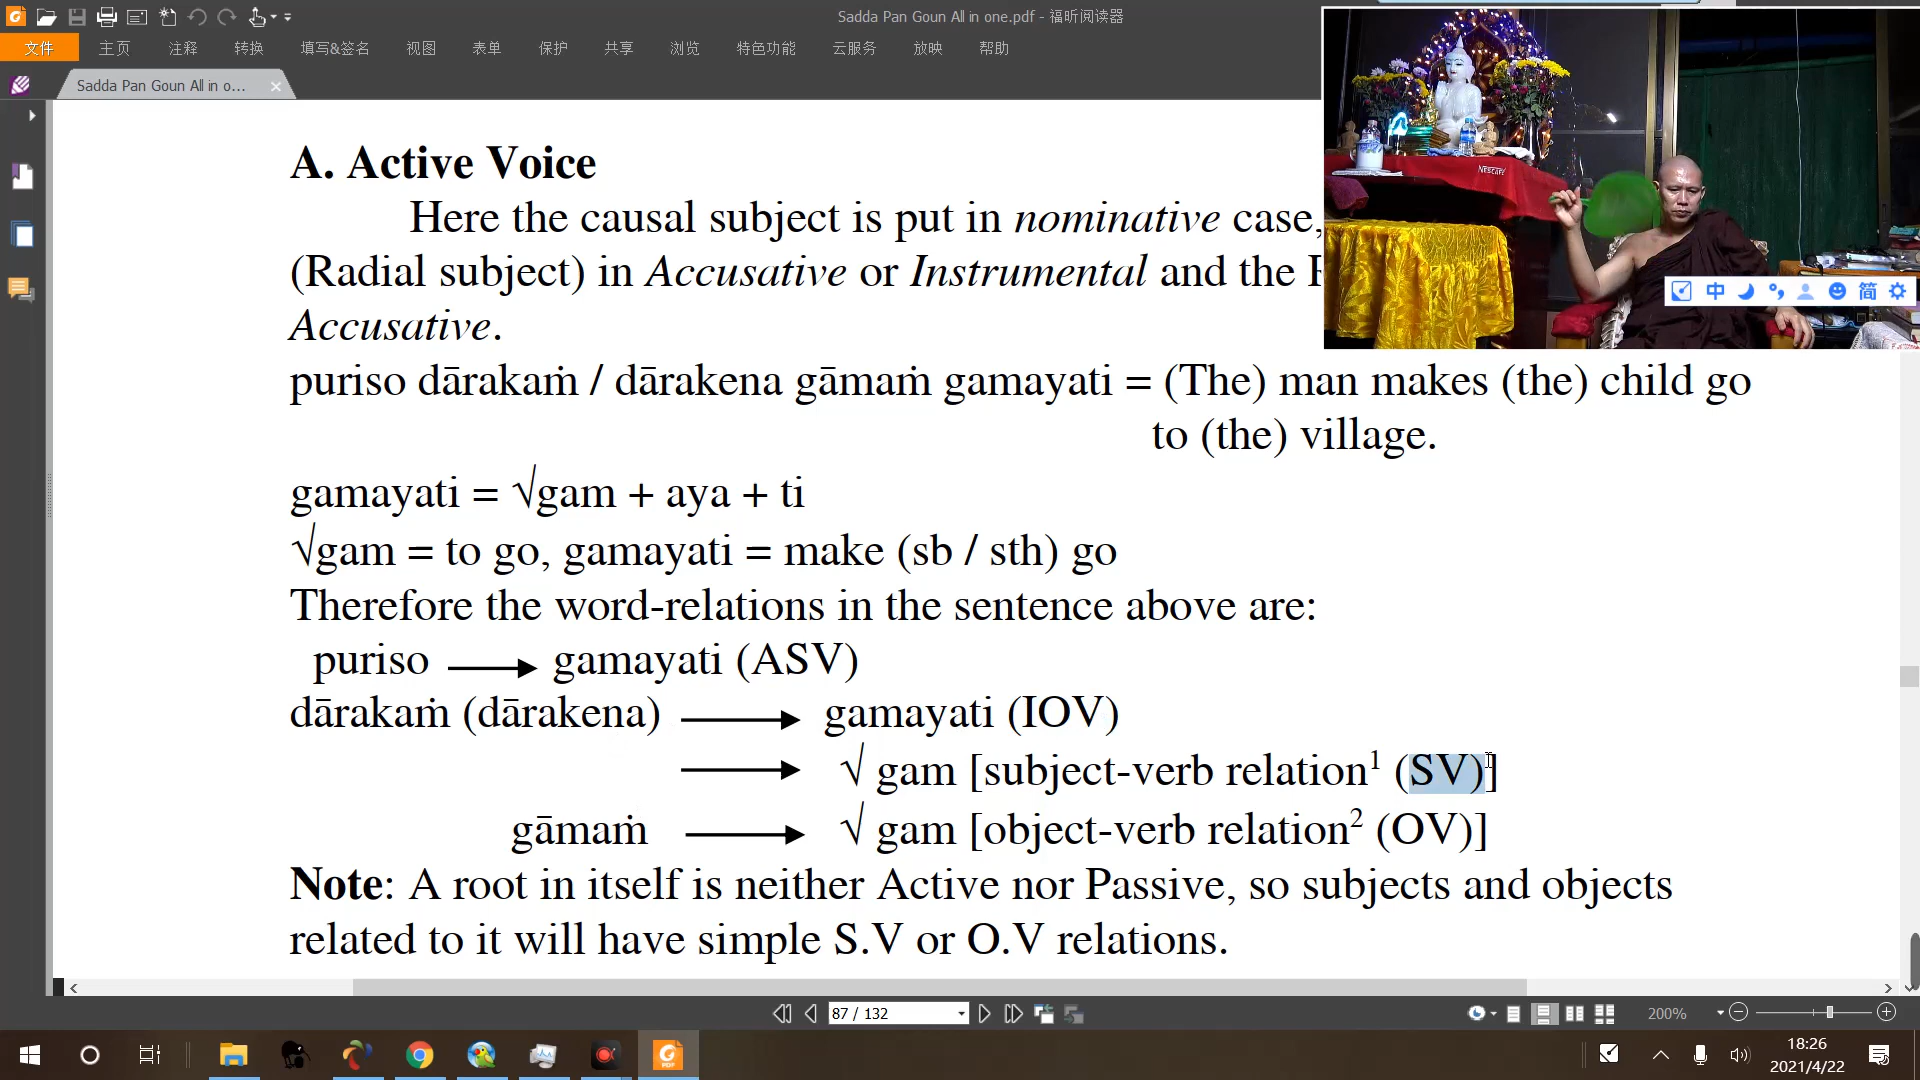 Sadda Pan Goun All in one.pdf - 福昕阅读器
文件 主页 注释 转换 填写&签名 视图 表单 保护 共享 浏览 特色功能 云服务 放映 帮助
Sadda Pan Goun All in o...
A. Active Voice
Here the causal subject is put in nominative case,
(Radial subject) in Accusative or Instrumental and the
Accusative.
puriso dārakaṁ / dārakena gāmaṁ gamayati = (The) man makes (the) child go
to (the) village.
gamayati = √gam + aya + ti
√gam = to go, gamayati = make (sb / sth) go
Therefore the word-relations in the sentence above are:
puriso → gamayati (ASV)
dārakaṁ (dārakena) → gamayati (IOV)
→ √ gam [subject-verb relation¹ (SV)]
gāmaṁ → √ gam [object-verb relation² (OV)]
Note: A root in itself is neither Active nor Passive, so subjects and objects
related to it will have simple S.V or O.V relations.
NESCAFÉ
中 简
87 / 132
200%
18:26
2021/4/22